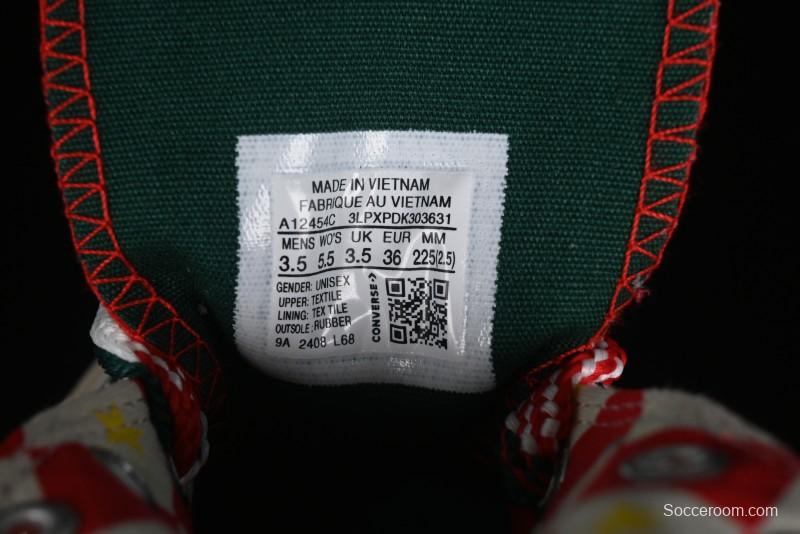 MADE IN VIETNAM
FABRIQUE AU VIETNAM
A12454C 3LPXPDK303631
MENS WO'S UK EUR MM
3.5 5.5 3.5 36 225(2.5)
GENDER: UNISEX
UPPER: TEXTILE
LINING: TEXTILE
OUTSOLE: RUBBER
9A 2408 L68
CONVERSE
Socceroom.com